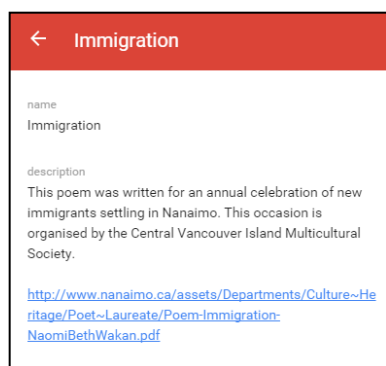 Immigration
name
Immigration
description
This poem was written for an annual celebration of new
immigrants settling in Nanaimo. This occasion is
organised by the Central Vancouver Island Multicultural
Society.
http://www.nanaimo.ca/assets/Departments/Culture~He
ritage/Poet~Laureate/Poem-Immigration-
NaomiBethWakan.pdf